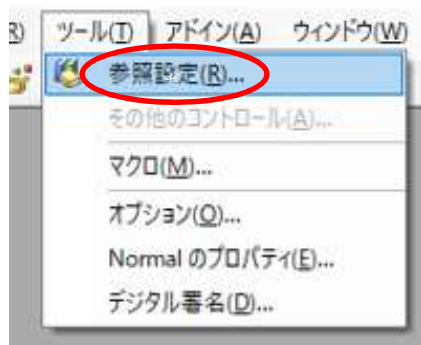 R) ツール(T) アドイン(A) ウィンドウ(W)
参照設定(R)...
その他のコントロール(A)...
マクロ(M)...
オプション(O)...
Normal のプロパティ(E)...
デジタル署名(D)...